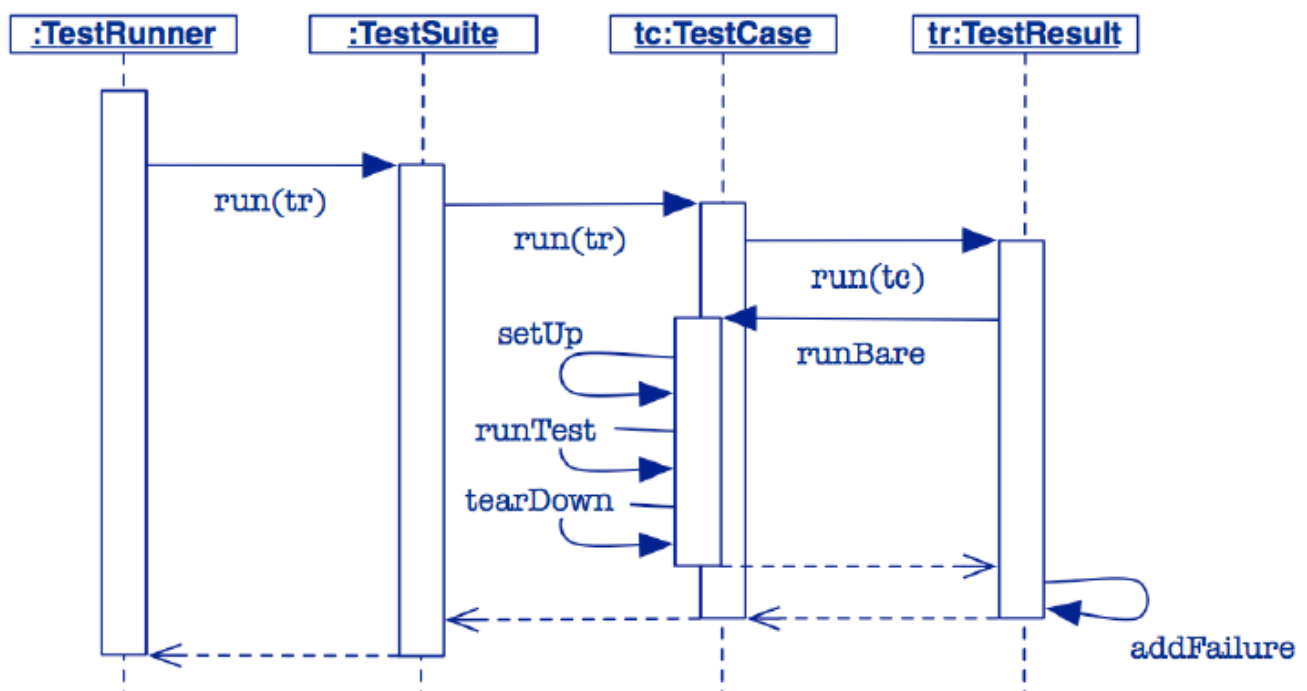 :TestRunner
:TestSuite
tc:TestCase
tr:TestResult
run(tr)
run(tr)
run(tc)
setUp
runBare
runTest
tearDown
addFailure